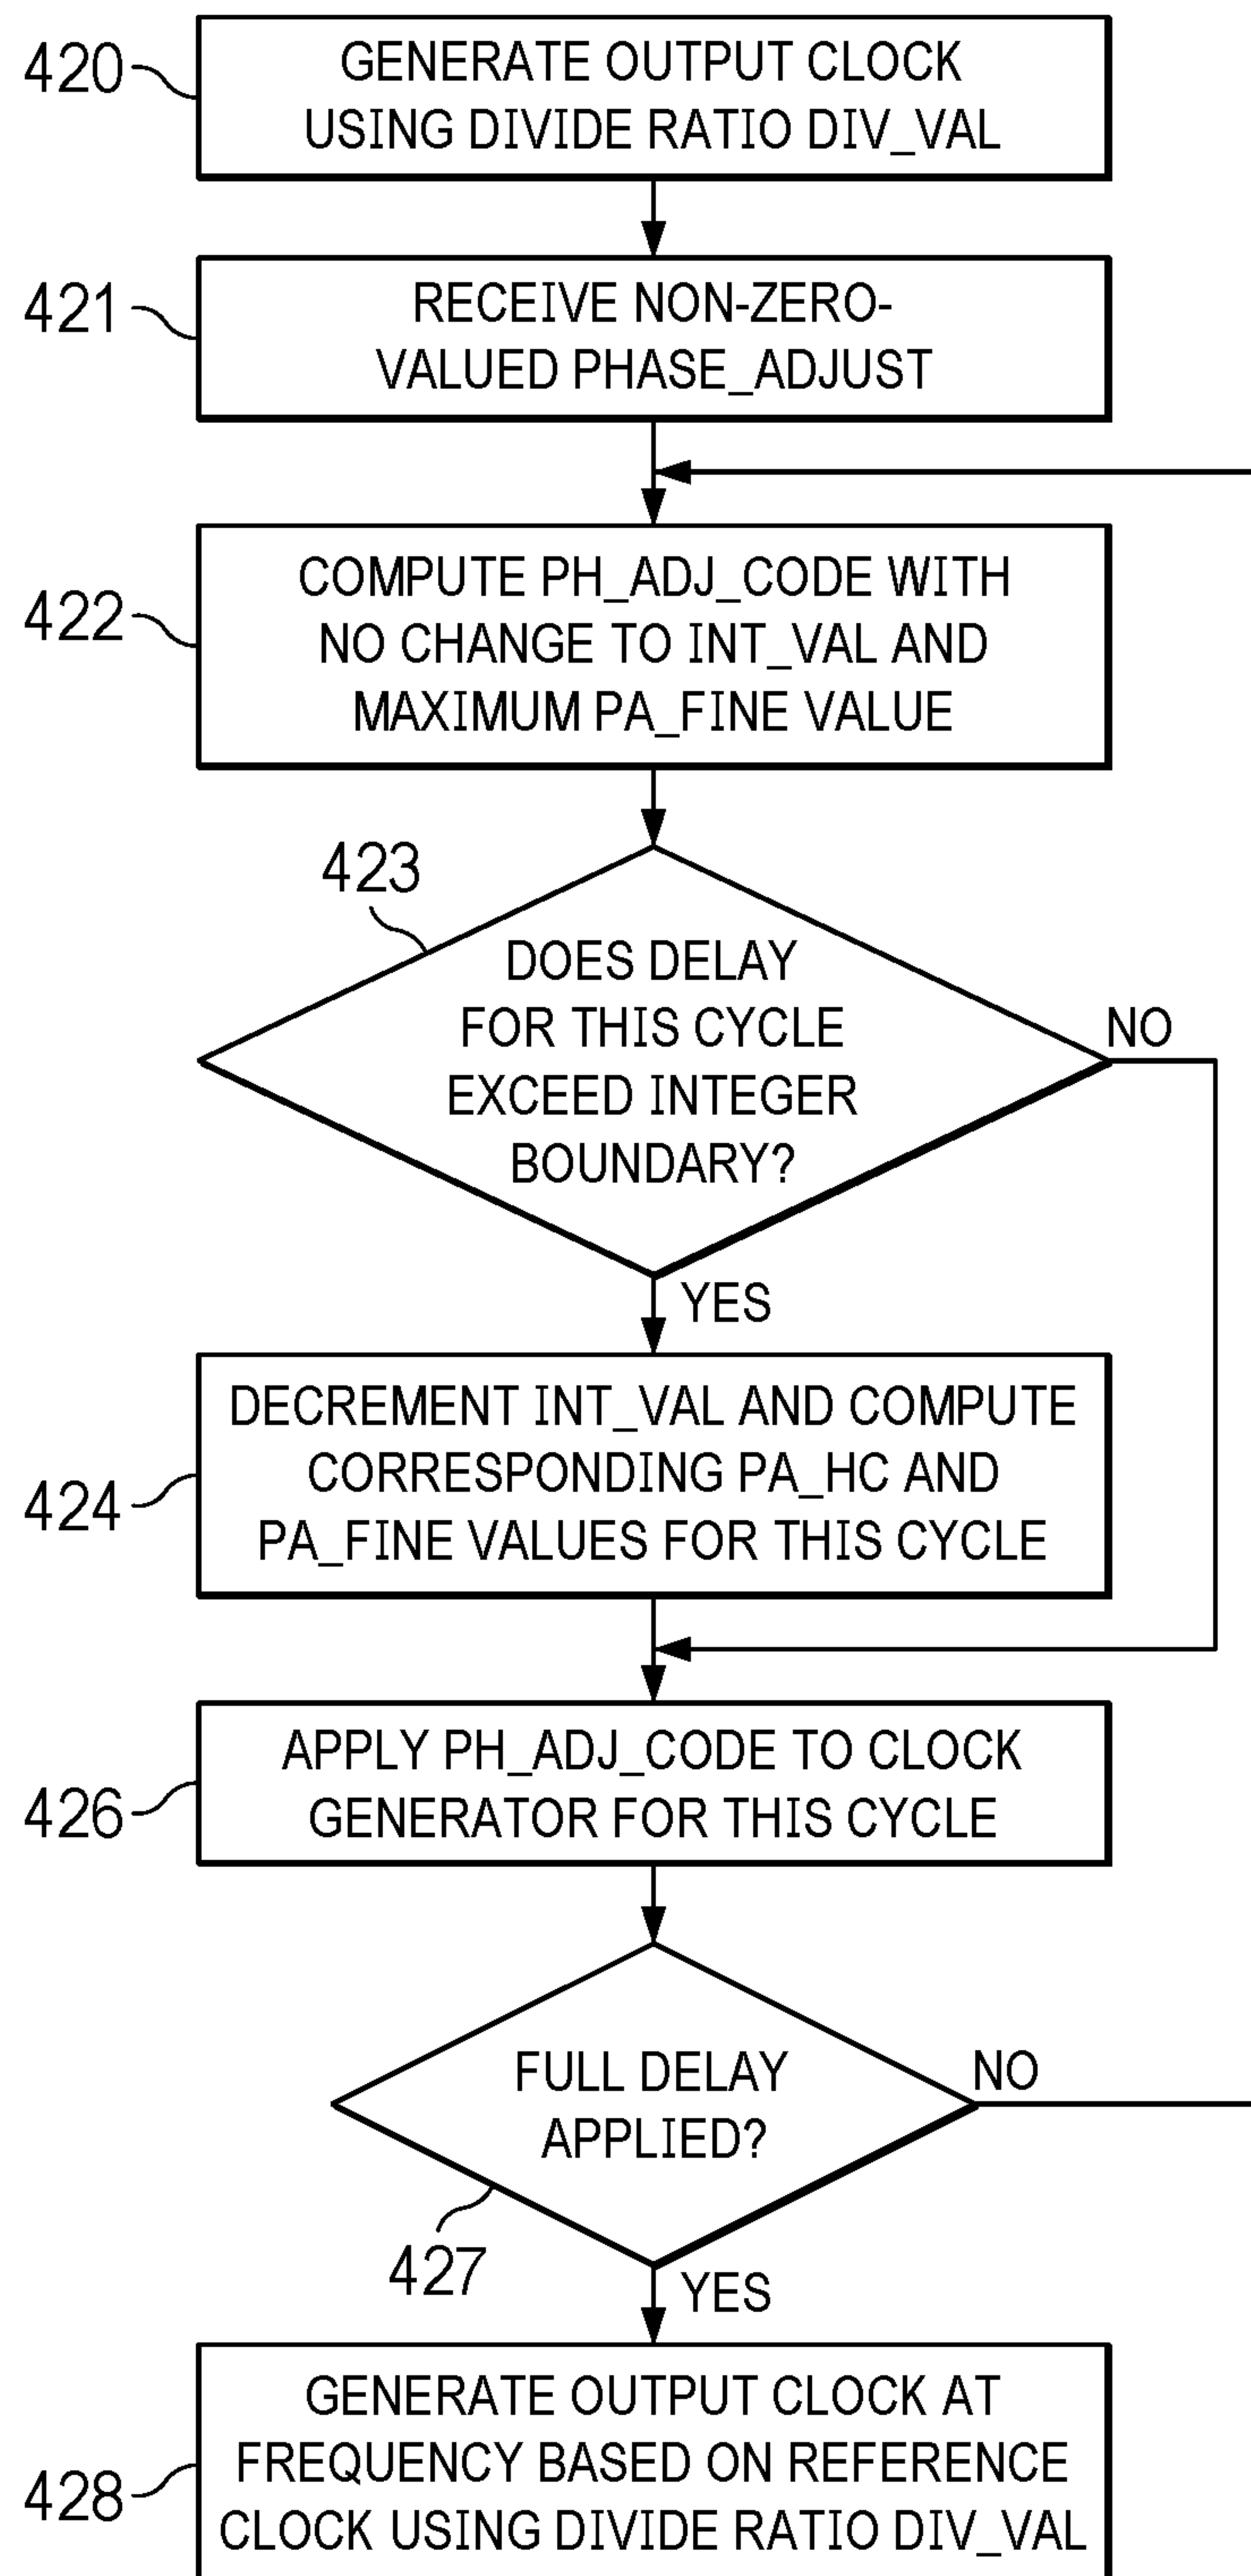 420
GENERATE OUTPUT CLOCK
USING DIVIDE RATIO DIV_VAL
421
RECEIVE NON-ZERO-
VALUED PHASE_ADJUST
422
COMPUTE PH_ADJ_CODE WITH
NO CHANGE TO INT_VAL AND
MAXIMUM PA_FINE VALUE
423
DOES DELAY
FOR THIS CYCLE
EXCEED INTEGER
BOUNDARY?
NO
YES
424
DECREMENT INT_VAL AND COMPUTE
CORRESPONDING PA_HC AND
PA_FINE VALUES FOR THIS CYCLE
426
APPLY PH_ADJ_CODE TO CLOCK
GENERATOR FOR THIS CYCLE
FULL DELAY
APPLIED?
NO
427
YES
428
GENERATE OUTPUT CLOCK AT
FREQUENCY BASED ON REFERENCE
CLOCK USING DIVIDE RATIO DIV_VAL